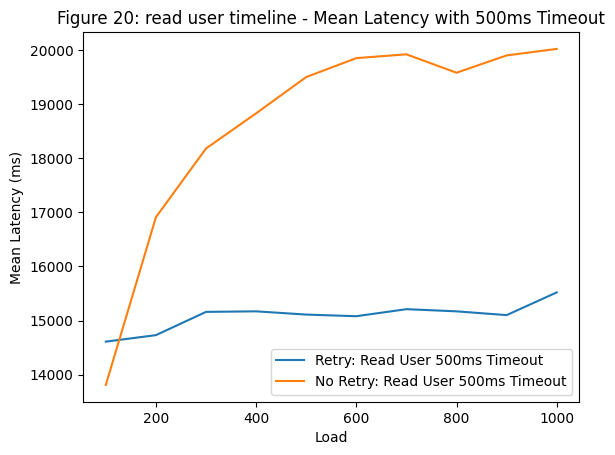 Figure 20: read user timeline - Mean Latency with 500ms Timeout
20000
19000
18000
17000
16000
15000
14000
Mean Latency (ms)
200
400
600
800
1000
Load
Retry: Read User 500ms Timeout
No Retry: Read User 500ms Timeout